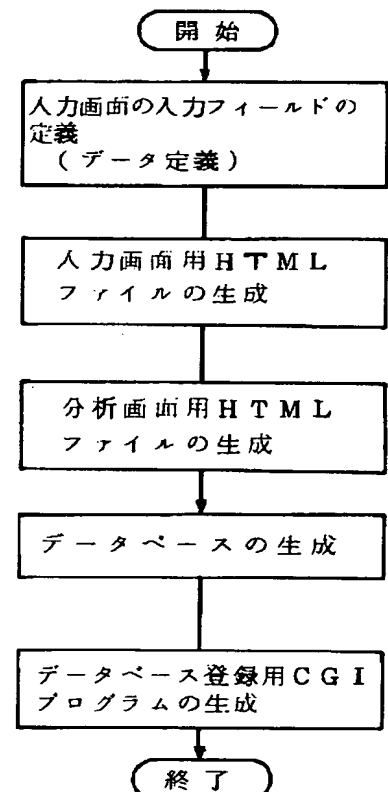 開始
入力画面の入力フィールドの
定義
（データ定義）
入力画面用HTML
ファイルの生成
分析画面用HTML
ファイルの生成
データベースの生成
データベース登録用CGI
プログラムの生成
終了